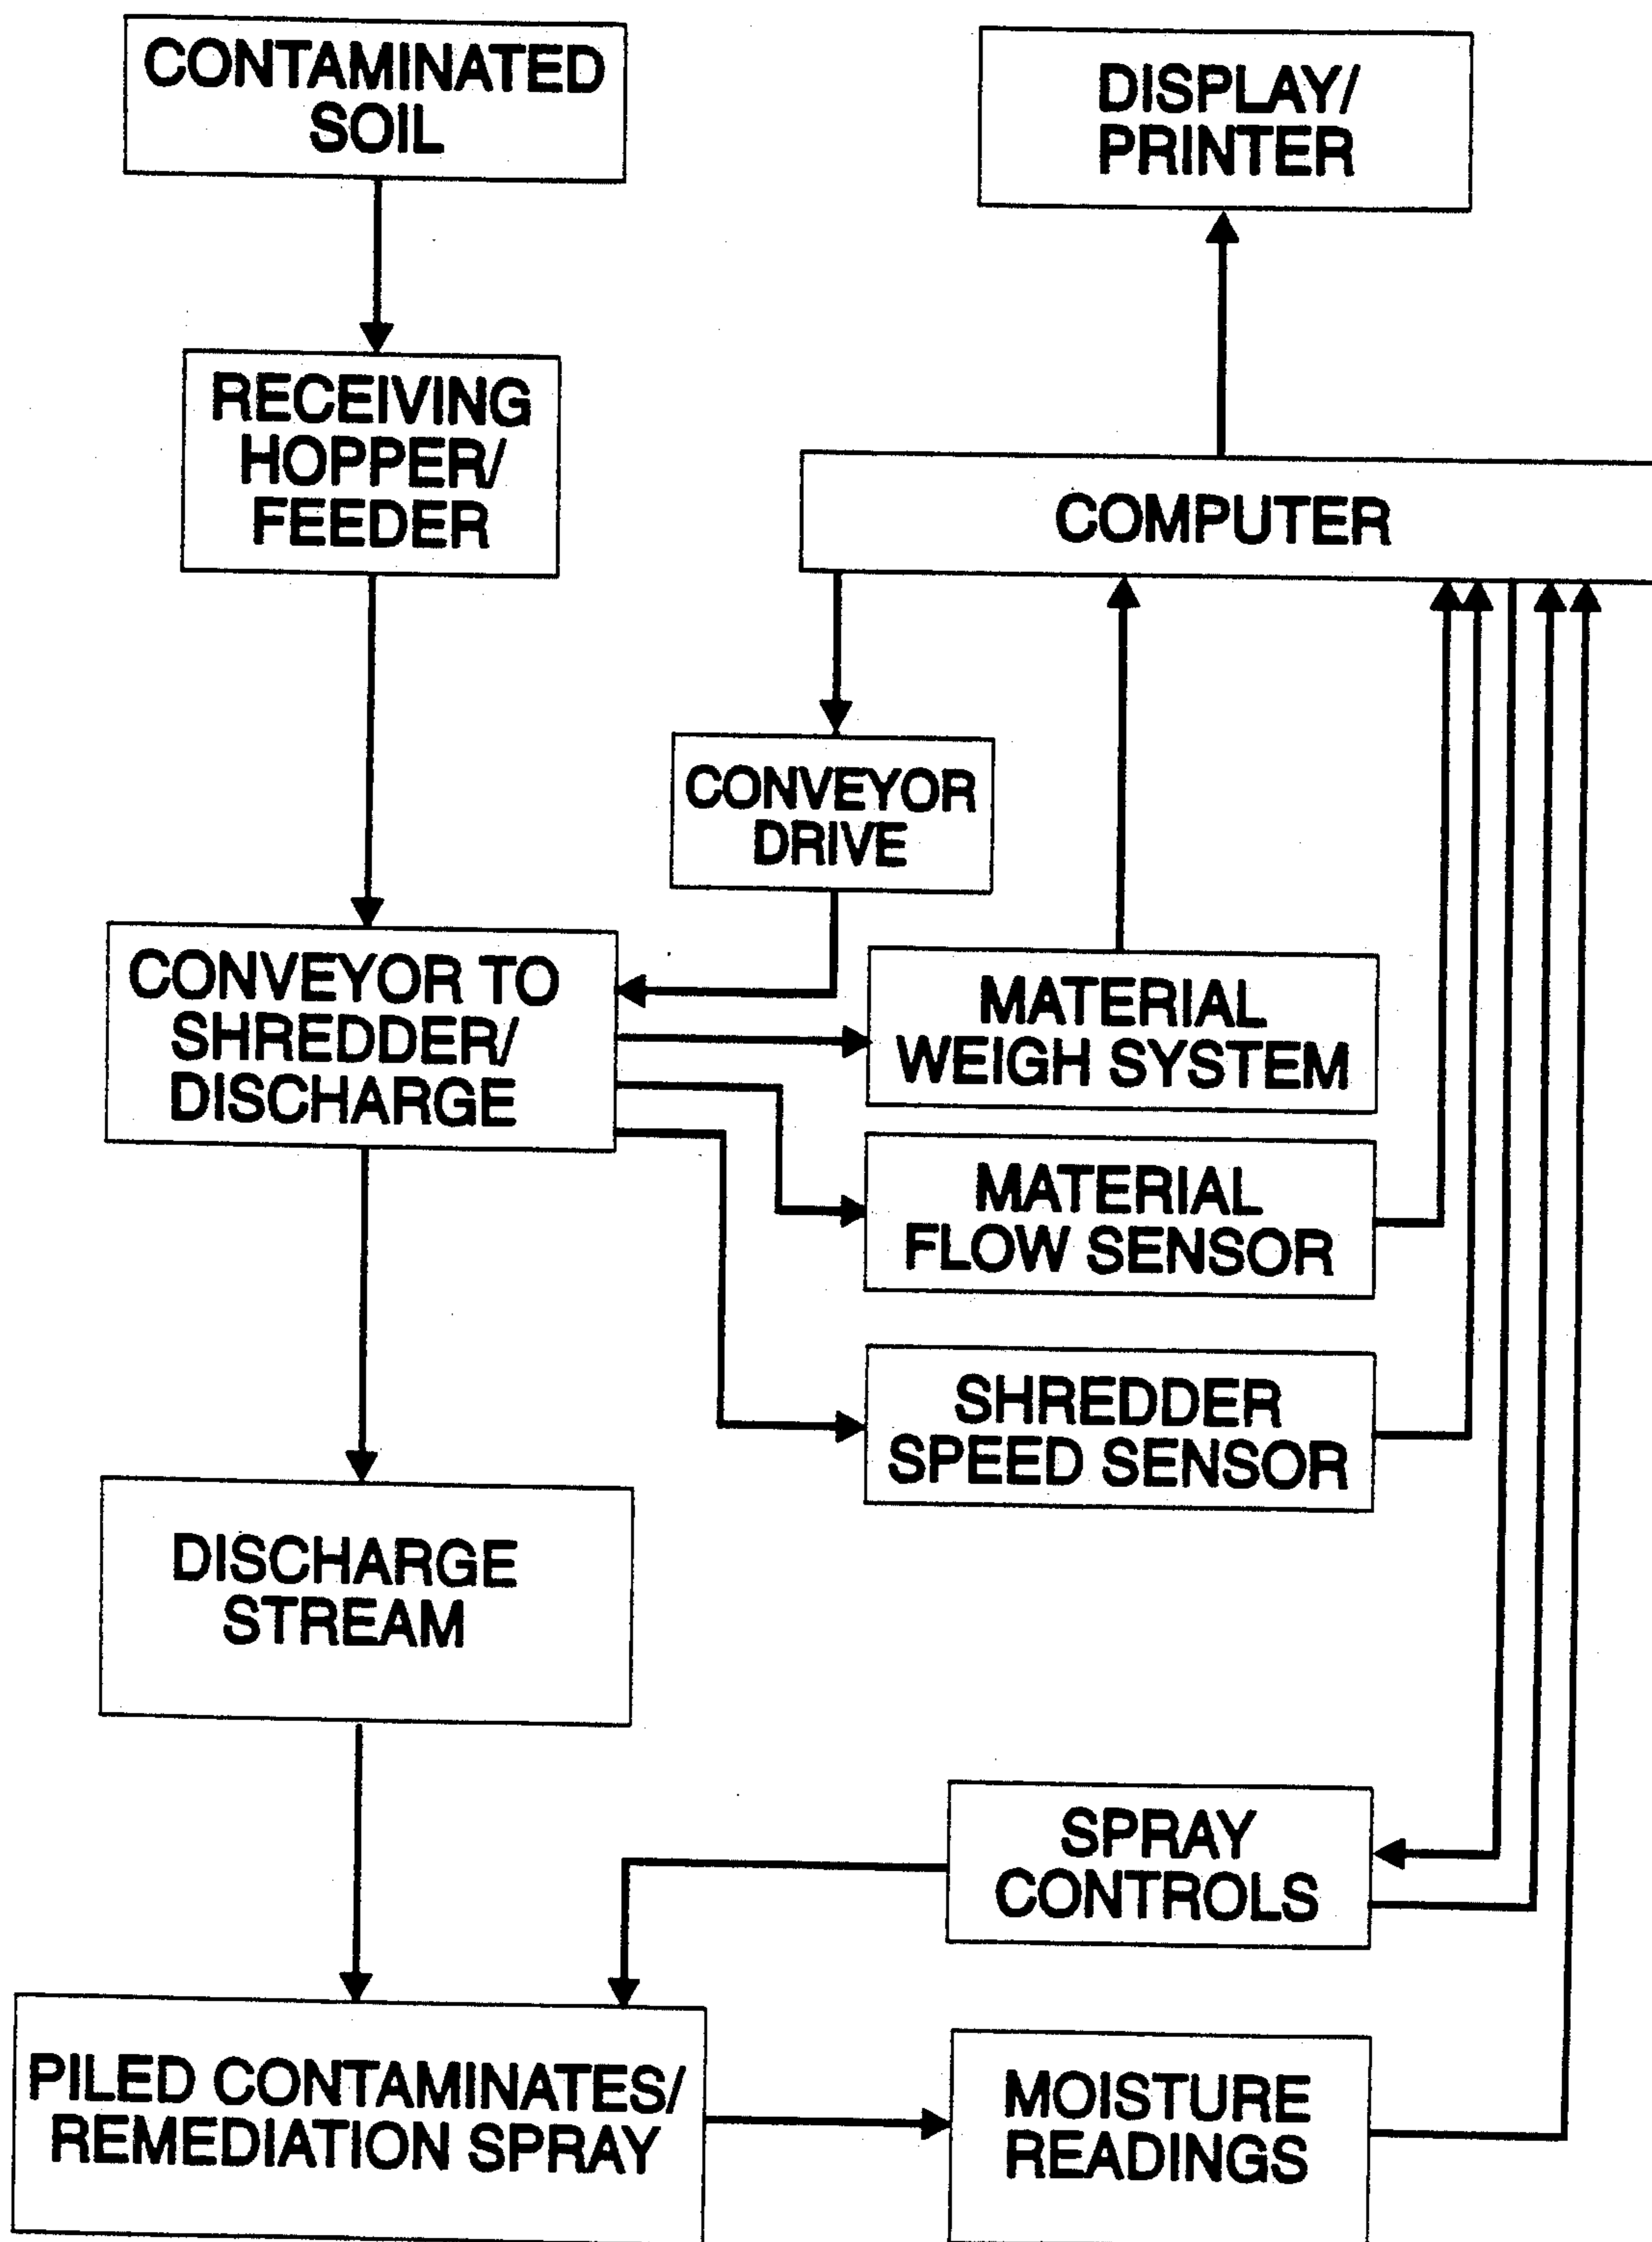 CONTAMINATED
SOIL
DISPLAY/
PRINTER
RECEIVING
HOPPER/
FEEDER
COMPUTER
CONVEYOR
DRIVE
CONVEYOR TO
SHREDDER/
DISCHARGE
MATERIAL
WEIGH SYSTEM
MATERIAL
FLOW SENSOR
SHREDDER
SPEED SENSOR
DISCHARGE
STREAM
SPRAY
CONTROLS
PILED CONTAMINATES/
REMEDIATION SPRAY
MOISTURE
READINGS